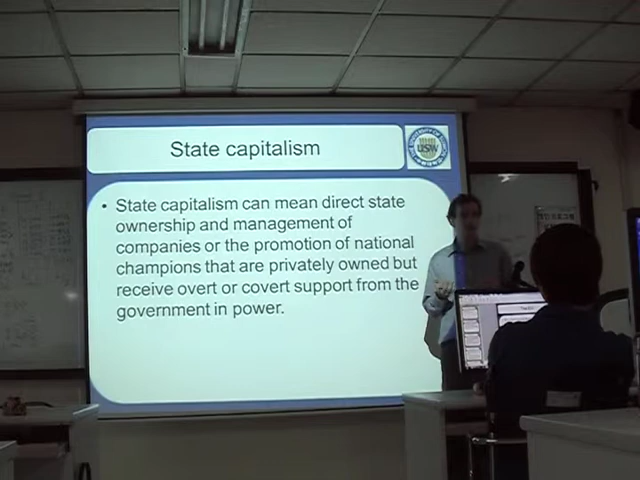 State capitalism
USW
• State capitalism can mean direct state
ownership and management of
companies or the promotion of national
champions that are privately owned but
receive overt or covert support from the
government in power.